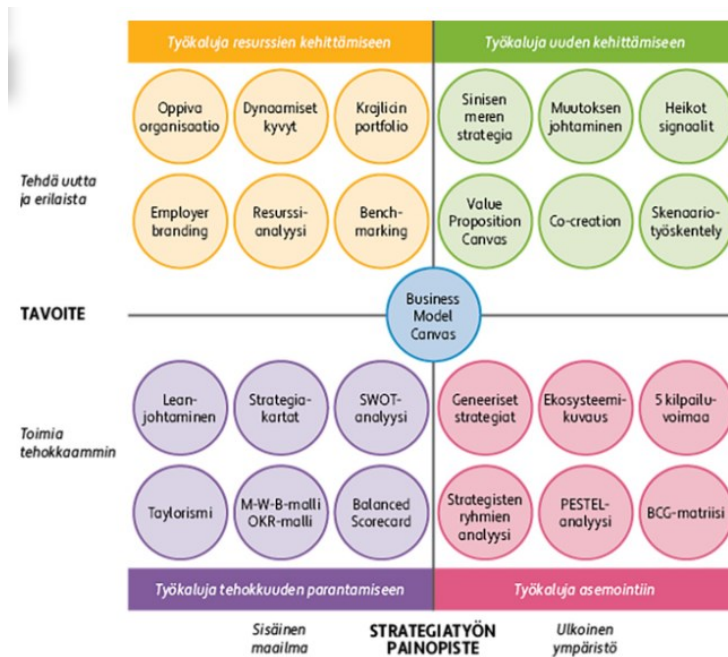 Työkaluja resurssien kehittämiseen
Työkaluja uuden kehittämiseen
Oppiva
organisaatio
Dynaamiset
kyvyt
Krajlicin
portfolio
Sinisen
meren
strategia
Muutoksen
johtaminen
Heikot
signaalit
Tehdä uutta
ja erilaista
Employer
branding
Resurssi-
analyysi
Bench-
marking
Value
Proposition
Canvas
Co-creation
Skenaario-
työskentely
TAVOITE
Business
Model
Canvas
Lean-
johtaminen
Strategia-
kartat
SWOT-
analyysi
Geneeriset
strategiat
Ekosysteemi-
kuvaus
5 kilpailu-
voimaa
Toimia
tehokkaammin
Taylorismi
M-W-B-malli
OKR-malli
Balanced
Scorecard
Strategisten
ryhmien
analyysi
PESTEL-
analyysi
BCG-matriisi
Työkaluja tehokkuuden parantamiseen
Työkaluja asemointiin
Sisäinen
maailma
STRATEGIATYÖN
PAINOPISTE
Ulkoinen
ympäristö